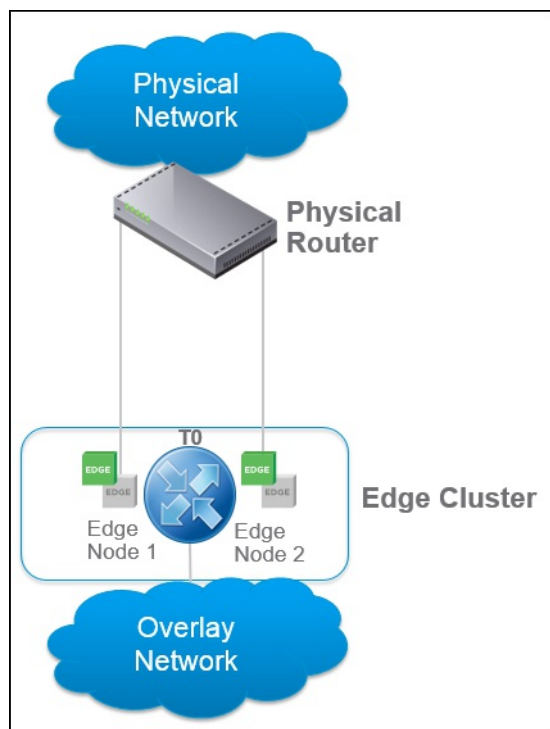 Physical
Network
Physical
Router
T0
EDGE
EDGE
EDGE
EDGE
Edge
Node 1
Edge
Node 2
Edge Cluster
Overlay
Network